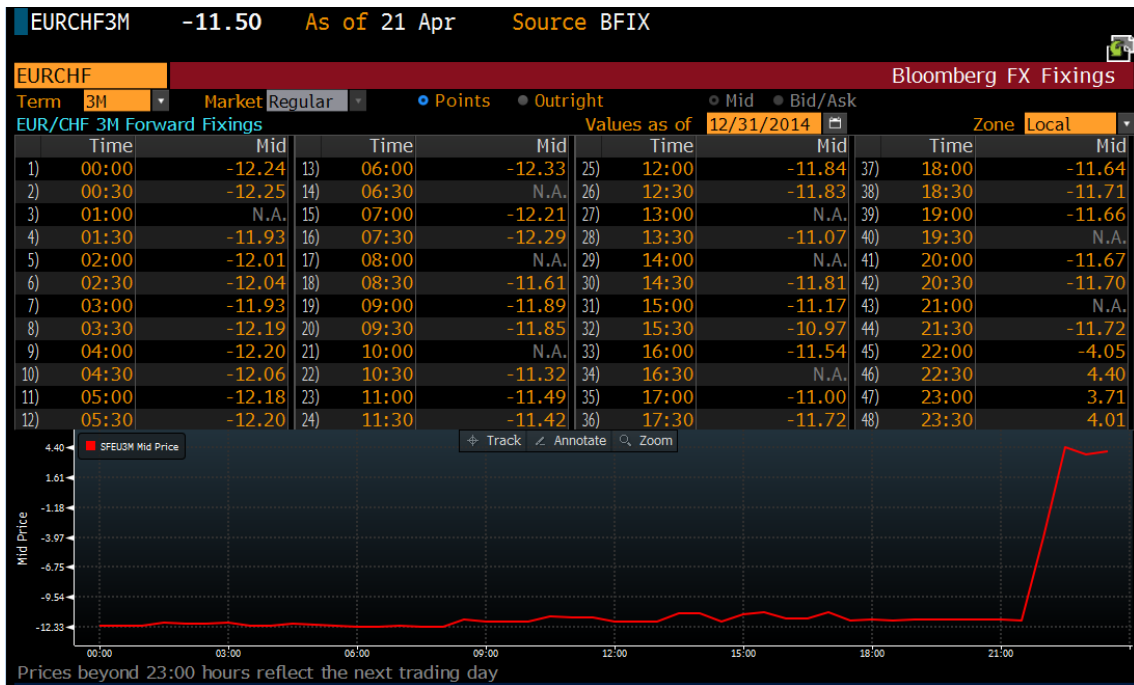 EURCHF3M -11.50 As of 21 Apr Source BFIX
EURCHF Bloomberg FX Fixings
Term 3M Market Regular Points Outright Mid Bid/Ask
EUR/CHF 3M Forward Fixings Values as of 12/31/2014 Zone Local
Time Mid Time Mid Time Mid Time Mid
1) 00:00 -12.24 13) 06:00 -12.33 25) 12:00 -11.84 37) 18:00 -11.64
2) 00:30 -12.25 14) 06:30 N.A. 26) 12:30 -11.83 38) 18:30 -11.71
3) 01:00 N.A. 15) 07:00 -12.21 27) 13:00 N.A. 39) 19:00 -11.66
4) 01:30 -11.93 16) 07:30 -12.29 28) 13:30 -11.07 40) 19:30 N.A.
5) 02:00 -12.01 17) 08:00 N.A. 29) 14:00 N.A. 41) 20:00 -11.67
6) 02:30 -12.04 18) 08:30 -11.61 30) 14:30 -11.81 42) 20:30 -11.70
7) 03:00 -11.93 19) 09:00 -11.89 31) 15:00 -11.17 43) 21:00 N.A.
8) 03:30 -12.19 20) 09:30 -11.85 32) 15:30 -10.97 44) 21:30 -11.72
9) 04:00 -12.20 21) 10:00 N.A. 33) 16:00 -11.54 45) 22:00 -4.05
10) 04:30 -12.06 22) 10:30 -11.32 34) 16:30 N.A. 46) 22:30 4.40
11) 05:00 -12.18 23) 11:00 -11.49 35) 17:00 -11.00 47) 23:00 3.71
12) 05:30 -12.20 24) 11:30 -11.42 36) 17:30 -11.72 48) 23:30 4.01
Track Annotate Zoom
SFEU3M Mid Price
4.40
1.61
-1.18
-3.97
-6.75
-9.54
-12.33
Mid Price
00:00 03:00 06:00 09:00 12:00 15:00 18:00 21:00
Prices beyond 23:00 hours reflect the next trading day